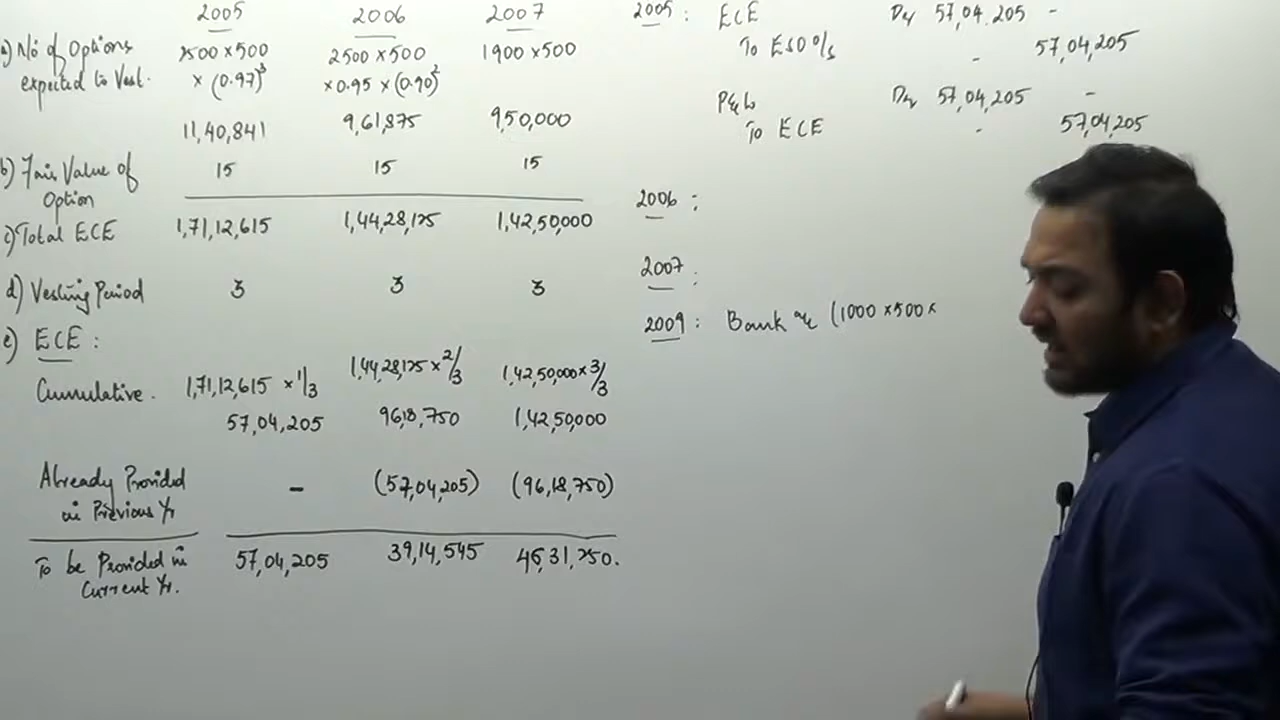 2005 2006 2007
a) No of Options 2500 × 500 2500 × 500 1900 × 500
expected to Vest. × (0.97)³ × 0.95 × (0.90)²
11,40,841 9,61,875 9,50,000
b) Fair Value of 15 15 15
Option
c) Total ECE 1,71,12,615 1,44,28,125 1,42,50,000
d) Vesting Period 3 3 3
e) ECE :
Cumulative. 1,71,12,615 × 1/3 1,44,28,125 × 2/3 1,42,50,000 × 3/3
57,04,205 96,18,750 1,42,50,000
Already Provided - (57,04,205) (96,18,750)
in Previous Yr
To be Provided in 57,04,205 39,14,545 46,31,250.
Current Yr.
2005 : ECE Dr 57,04,205 -
To ESOO/s - 57,04,205
P&L Dr 57,04,205 -
To ECE - 57,04,205
2006 :
2007 :
2009 : Bank a/c (1000 × 500 ×